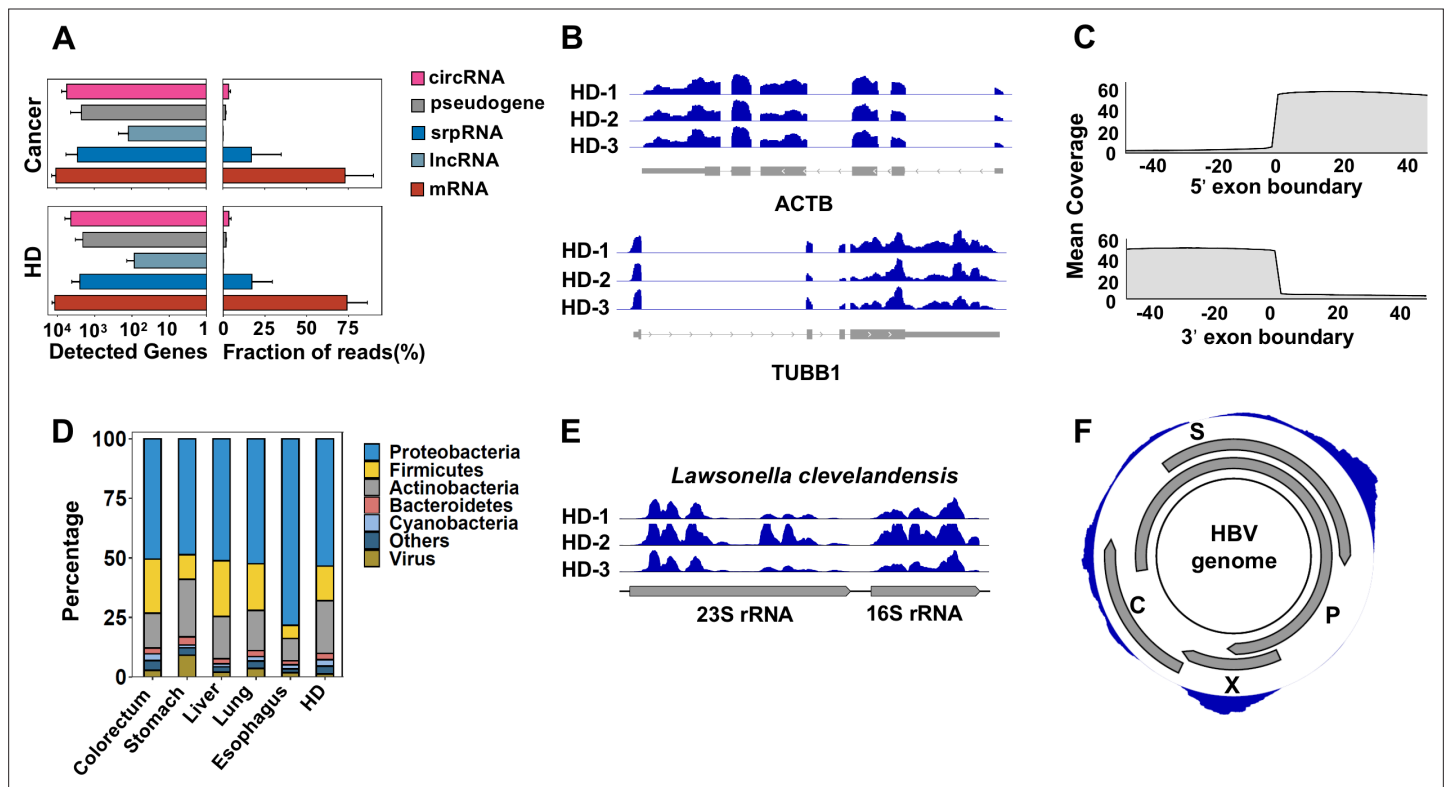 A
Cancer
HD
10⁴ 10³ 10² 10 1
Detected Genes
0 25 50 75
Fraction of reads(%)
circRNA
pseudogene
srpRNA
lncRNA
mRNA
B
HD-1
HD-2
HD-3
ACTB
HD-1
HD-2
HD-3
TUBB1
C
Mean Coverage
60
40
20
0
-40 -20 0 20 40
5' exon boundary
60
40
20
0
-40 -20 0 20 40
3' exon boundary
D
Percentage
100
75
50
25
0
Colorectum
Stomach
Liver
Lung
Esophagus
HD
Proteobacteria
Firmicutes
Actinobacteria
Bacteroidetes
Cyanobacteria
Others
Virus
E
Lawsonella clevelandensis
HD-1
HD-2
HD-3
23S rRNA 16S rRNA
F
S
HBV
genome
C
P
X